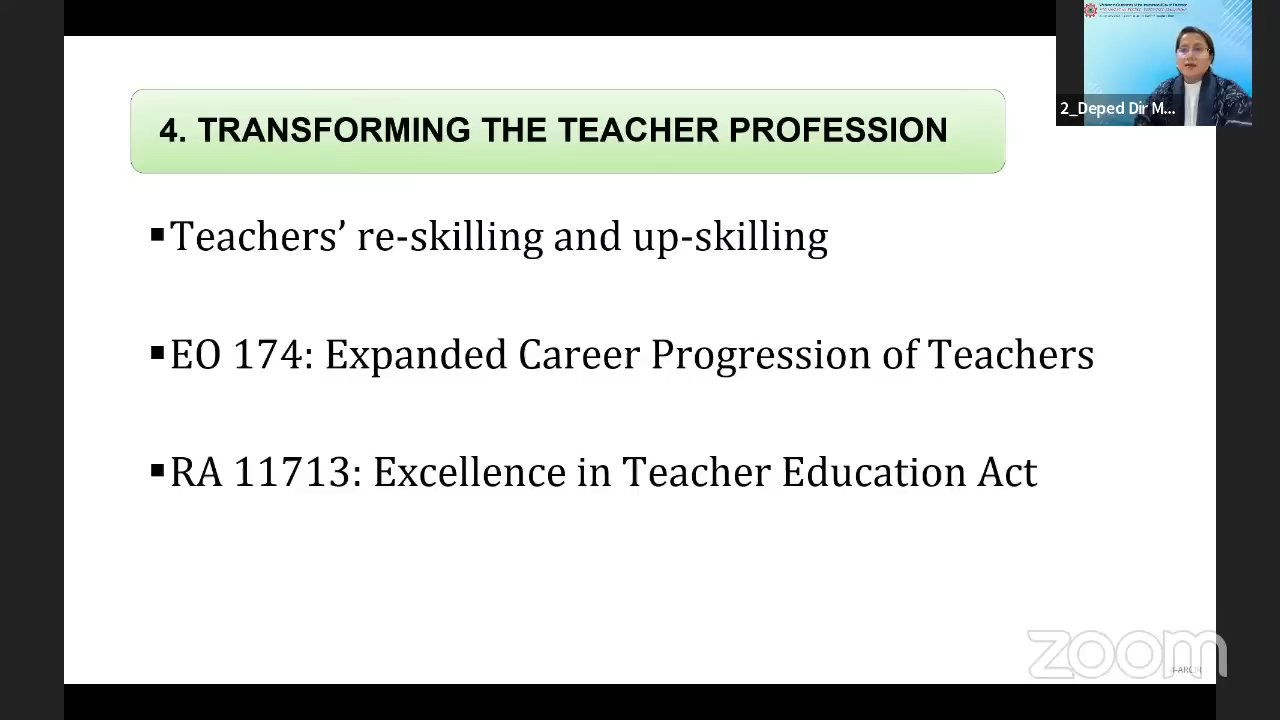 4. TRANSFORMING THE TEACHER PROFESSION
2_Deped Dir M...
▪Teachers’ re-skilling and up-skilling
▪EO 174: Expanded Career Progression of Teachers
▪RA 11713: Excellence in Teacher Education Act
zoom